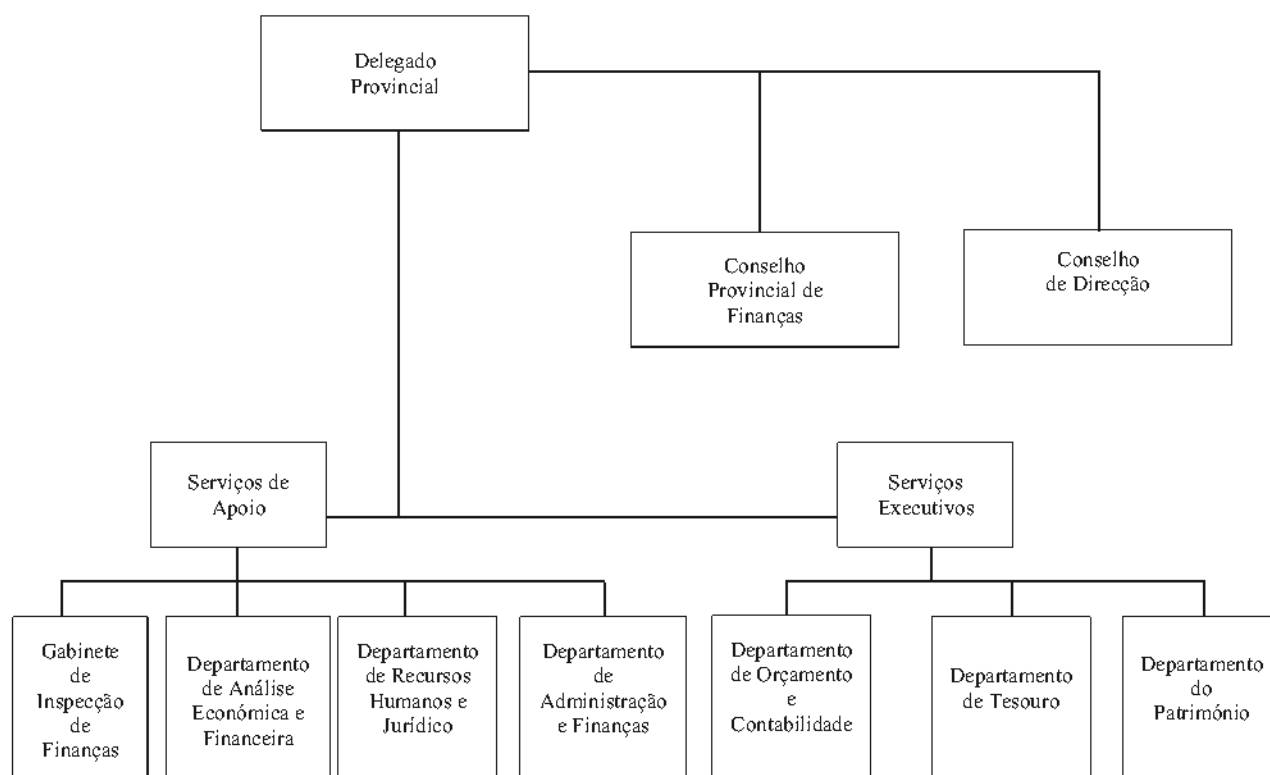 Delegado
Provincial
Conselho
Provincial de
Finanças
Conselho
de Direcção
Serviços de
Apoio
Serviços
Executivos
Gabinete
de
Inspecção
de
Finanças
Departamento
de Análise
Económica e
Financeira
Departamento
de Recursos
Humanos e
Jurídico
Departamento
de
Administração
e Finanças
Departamento
de Orçamento
e
Contabilidade
Departamento
de Tesouro
Departamento
do
Património